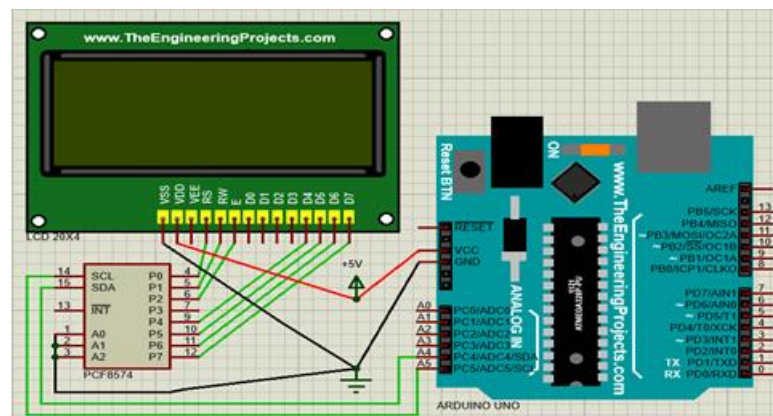 www.TheEngineeringProjects.com
VSS
VDD
VEE
RS
RW
E
D0
D1
D2
D3
D4
D5
D6
D7
LCD 20X4
14 SCL P0 4
15 SDA P1 5
P2 6
13 INT P3 7
P4 9
1 A0 P5 10
2 A1 P6 11
3 A2 P7 12
PCF8574
+5V
Reset BTN
ON
www.TheEngineeringProjects.com
RESET
VCC
GND
ANALOG IN
A0 PC0/ADC0
A1 PC1/ADC1
A2 PC2/ADC2
A3 PC3/ADC3
A4 PC4/ADC4/SDA
A5 PC5/ADC5/SCL
AREF
PB5/SCK 13
PB4/MISO 12
~PB3/MOSI/OC2A 11
~PB2/SS/OC1B 10
~PB1/OC1A 9
PB0/ICP1/CLKO 8
PD7/AIN1 7
~PD6/AIN0 6
~PD5/T1 5
PD4/T0/XCK 4
~PD3/INT1 3
PD2/INT0 2
TX PD1/TXD 1
RX PD0/RXD 0
ARDUINO UNO